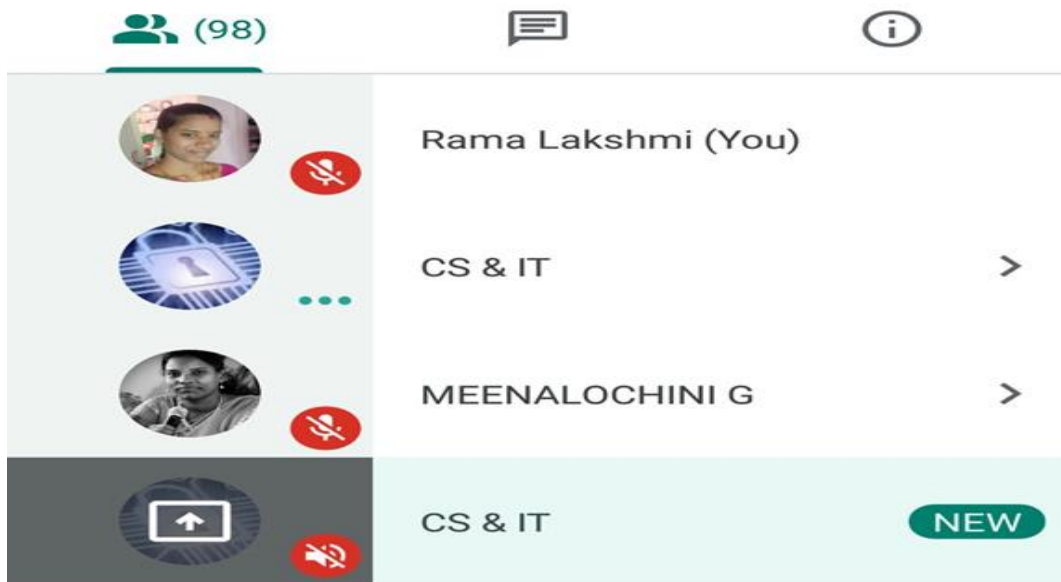 (98)
Rama Lakshmi (You)
CS & IT
MEENALOCHINI G
CS & IT
NEW